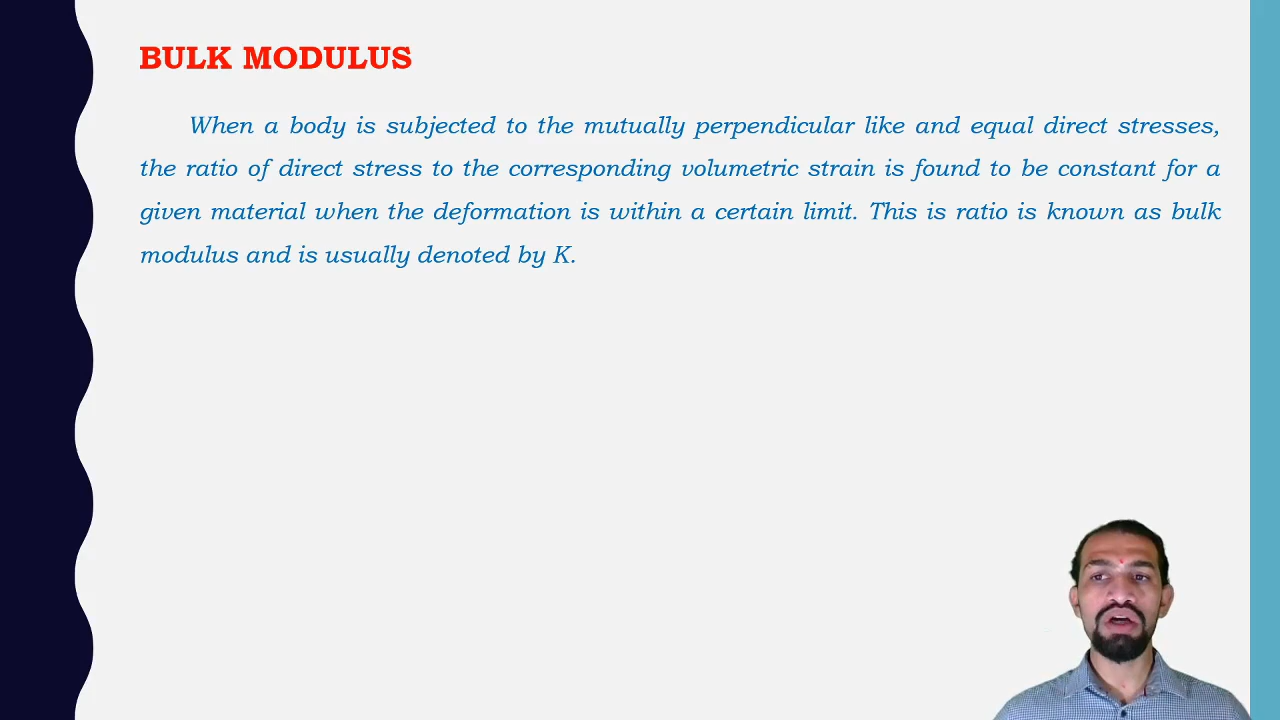 BULK MODULUS
When a body is subjected to the mutually perpendicular like and equal direct stresses,
the ratio of direct stress to the corresponding volumetric strain is found to be constant for a
given material when the deformation is within a certain limit. This is ratio is known as bulk
modulus and is usually denoted by K.